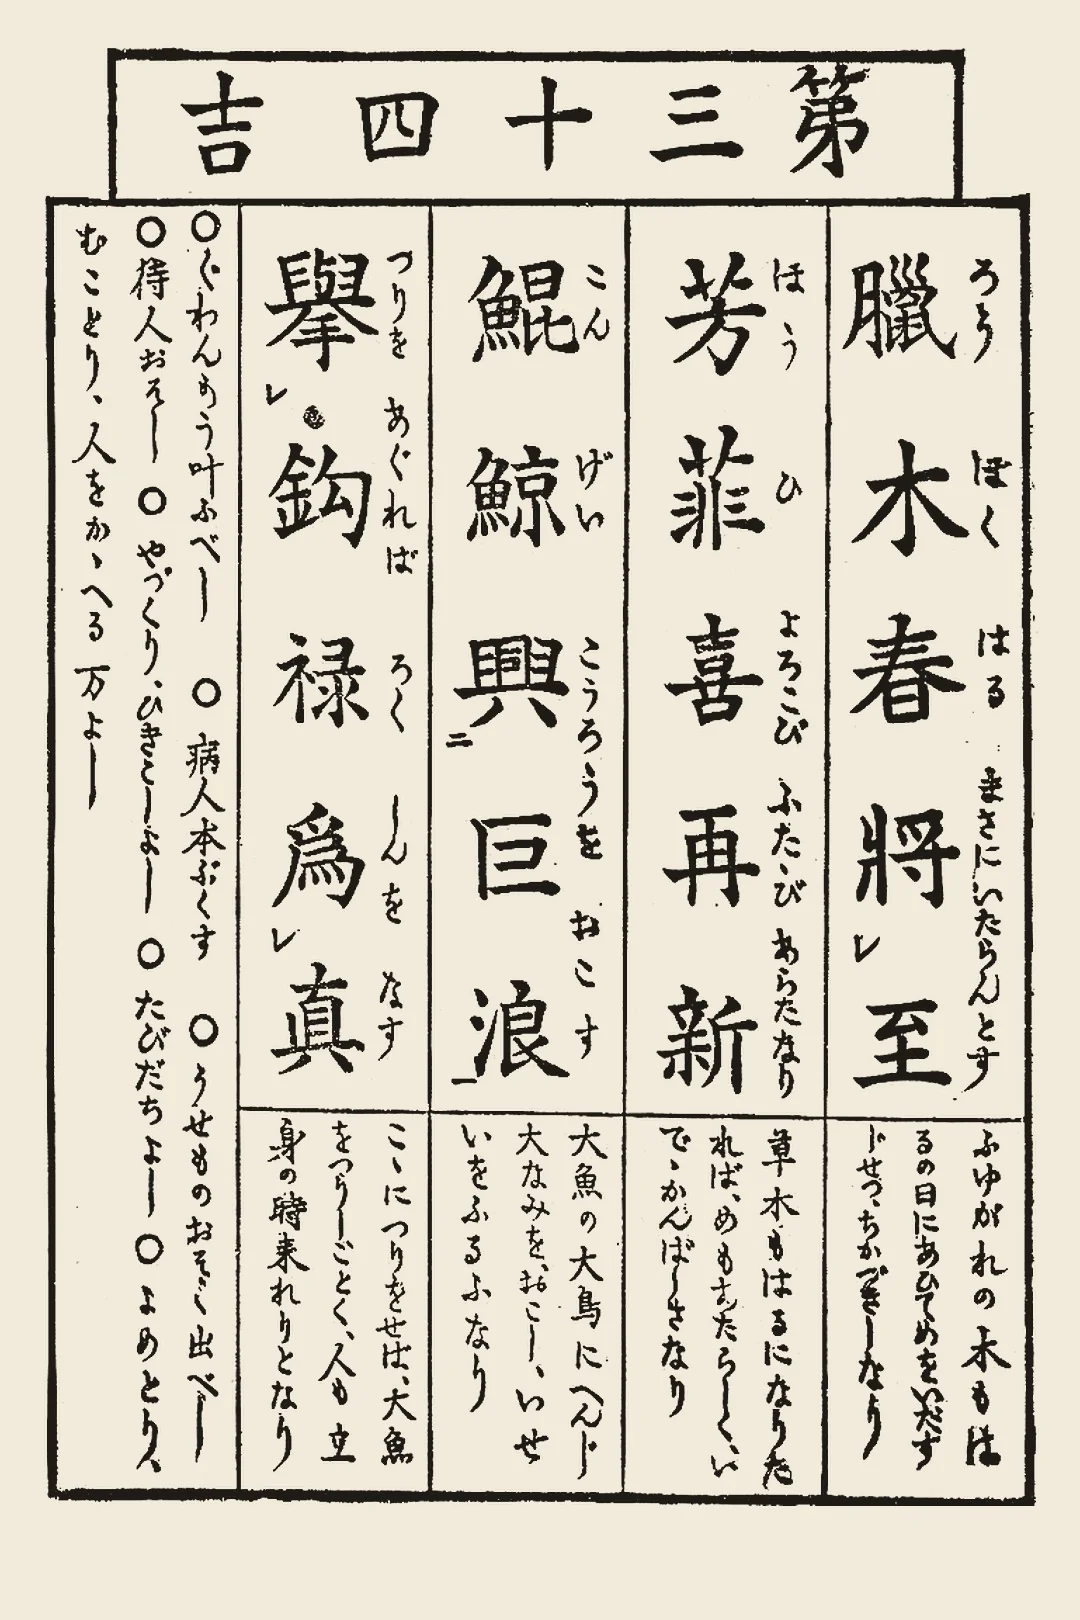 第三十四吉
臘木春將至
ろうぼくはるまさにいたらんとす
ふゆがれの木もは
るの日にあひてめをいだす
じせつ、ちかづきしなり
芳菲喜再新
ほうひよろこびふたゝびあらたなり
草木もはるになりた
れば、めもあたらしく、い
で、かんばしきなり
鯤鯨興巨浪
こんげいこうろうをおこす
大魚の大鳥にへんじ
大なみを、おこし、いせ
いをふるふなり
擧鈎禄爲真
つりをあぐればろくしんをなす
こゝにつりをせば、大魚
をつりしごとく、人も立
身の時来れりとなり
○ぐわんもう叶ふべし ○病人本ぷくす ○うせものおそく出べし
○待人おそし ○やづくり、ひきこしよし ○たびだちよし ○よめとり、
むことり、人をかゝへる万よし